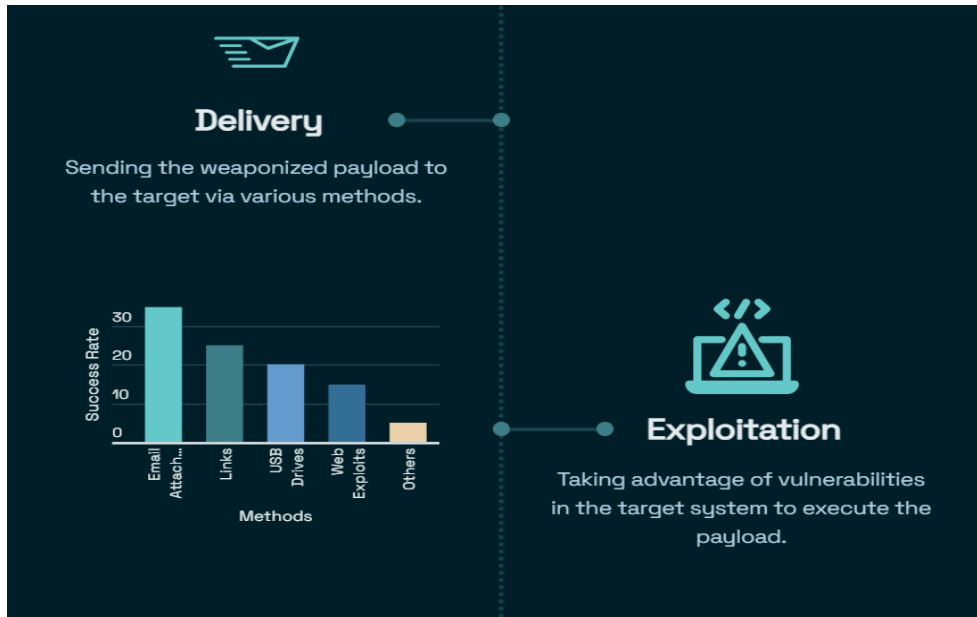 Delivery
Sending the weaponized payload to
the target via various methods.
Success Rate
30
20
10
0
Email
Attach...
Links
USB
Drives
Web
Exploits
Others
Methods
</>
Exploitation
Taking advantage of vulnerabilities
in the target system to execute the
payload.